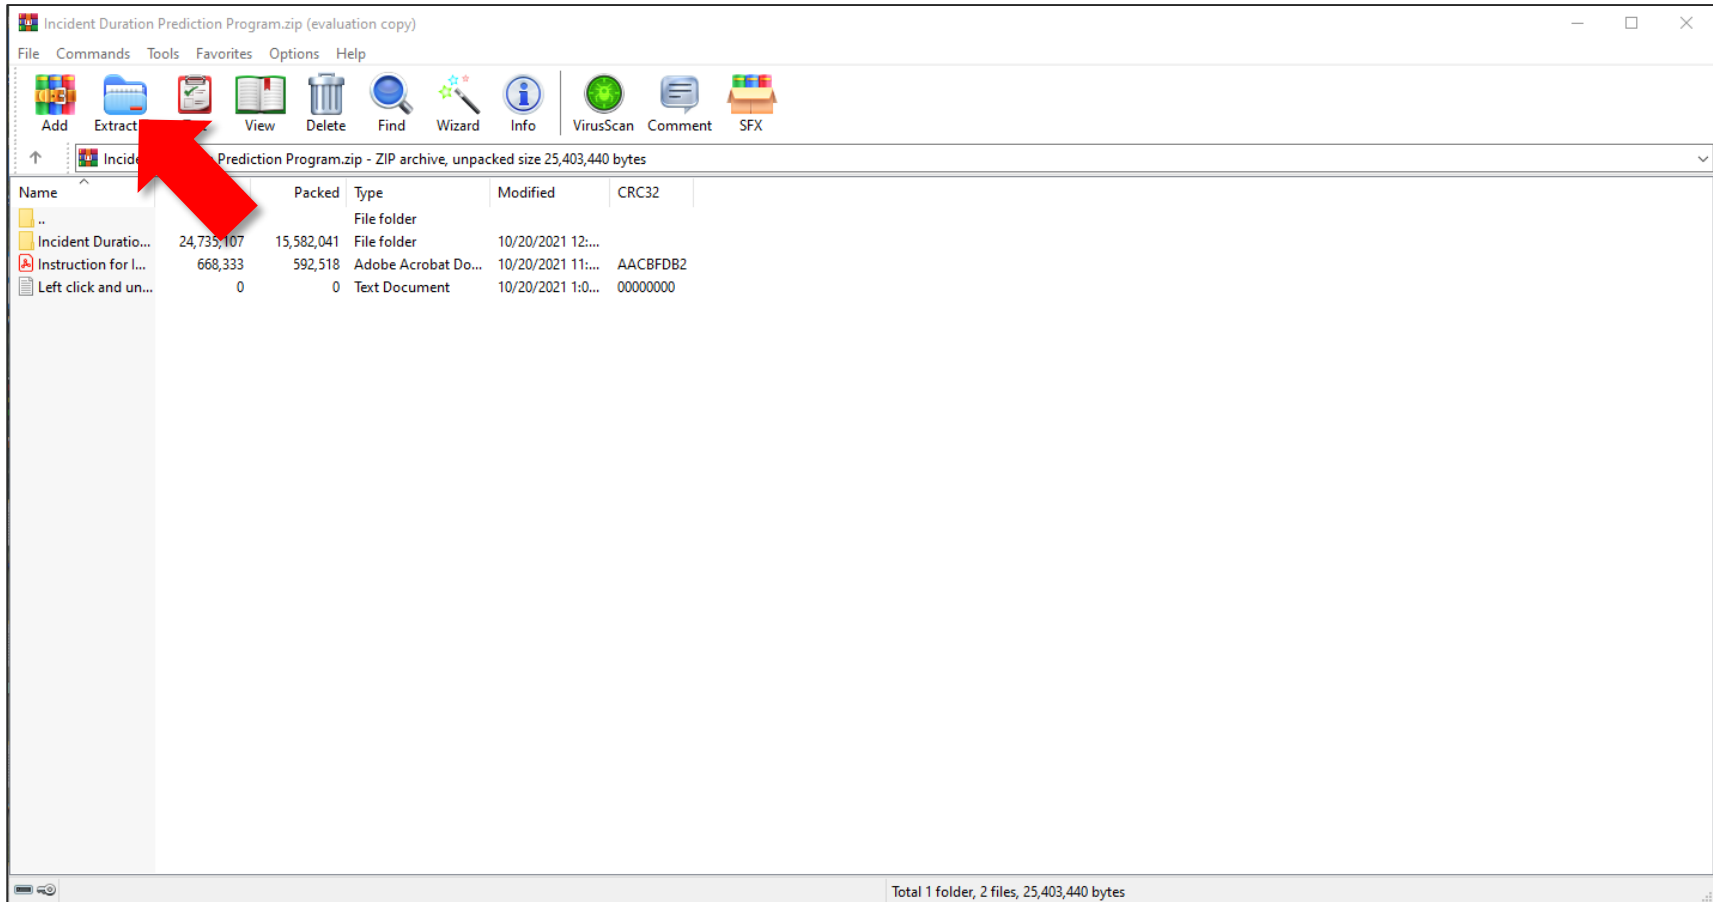 Incident Duration Prediction Program.zip (evaluation copy)
File Commands Tools Favorites Options Help
Add Extract View Delete Find Wizard Info VirusScan Comment SFX
Prediction Program.zip - ZIP archive, unpacked size 25,403,440 bytes
Name Packed Type Modified CRC32
.. File folder
Incident Duratio... 24,735,107 15,582,041 File folder 10/20/2021 12:...
Instruction for I... 668,333 592,518 Adobe Acrobat Do... 10/20/2021 11:... AACBFDB2
Left click and un... 0 0 Text Document 10/20/2021 1:0... 00000000
Total 1 folder, 2 files, 25,403,440 bytes